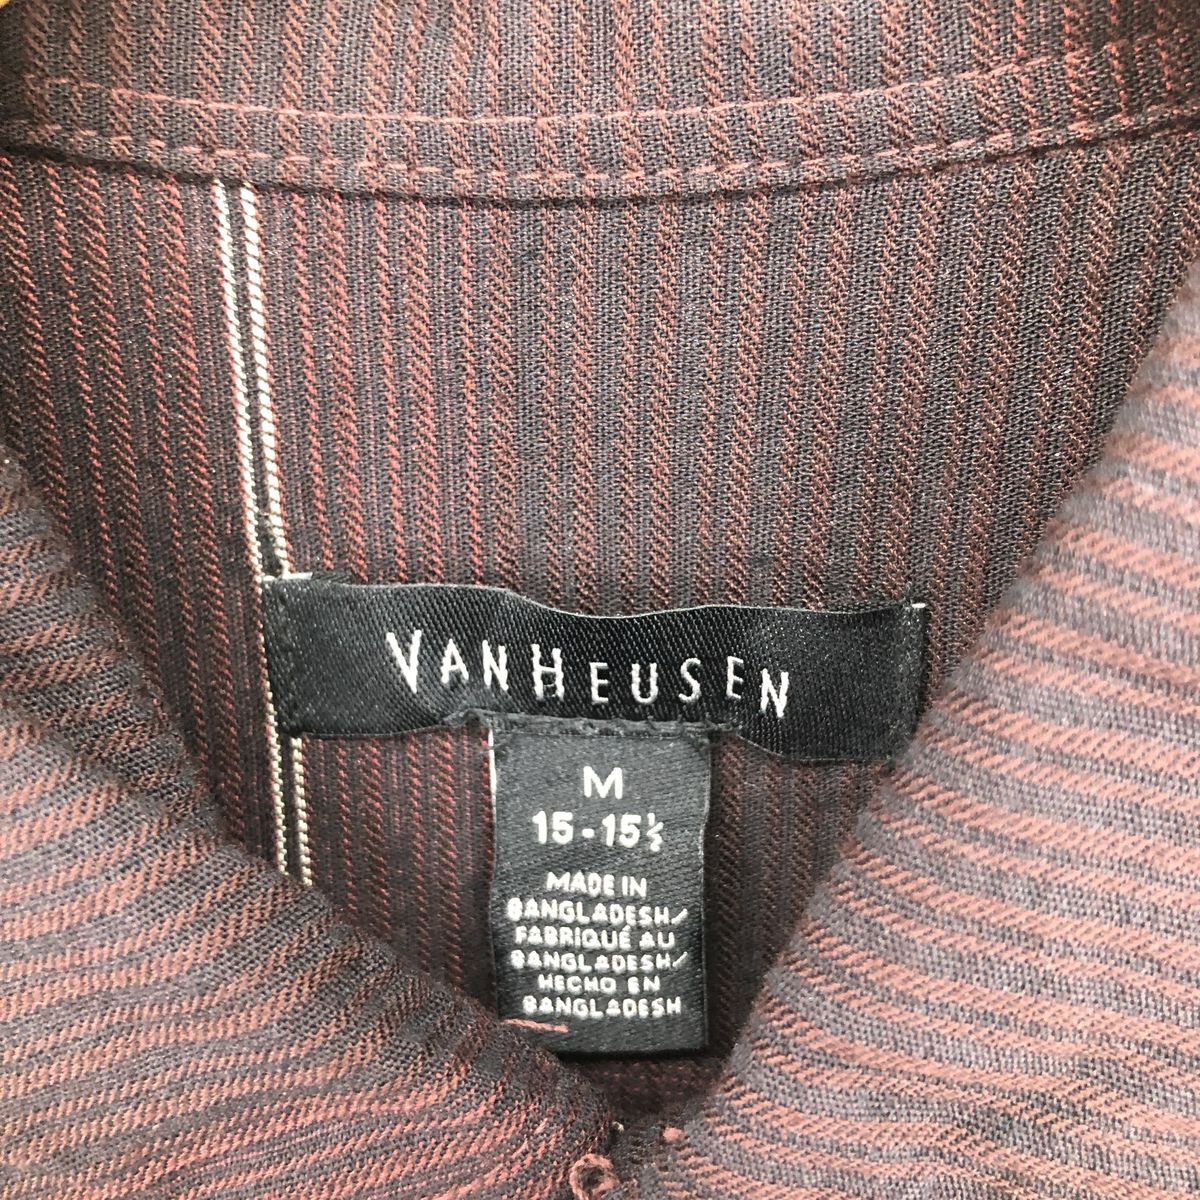 VANHEUSEN
M
15-15½
MADE IN
BANGLADESH/
FABRIQUÉ AU
BANGLADESH/
HECHO EN
BANGLADESH